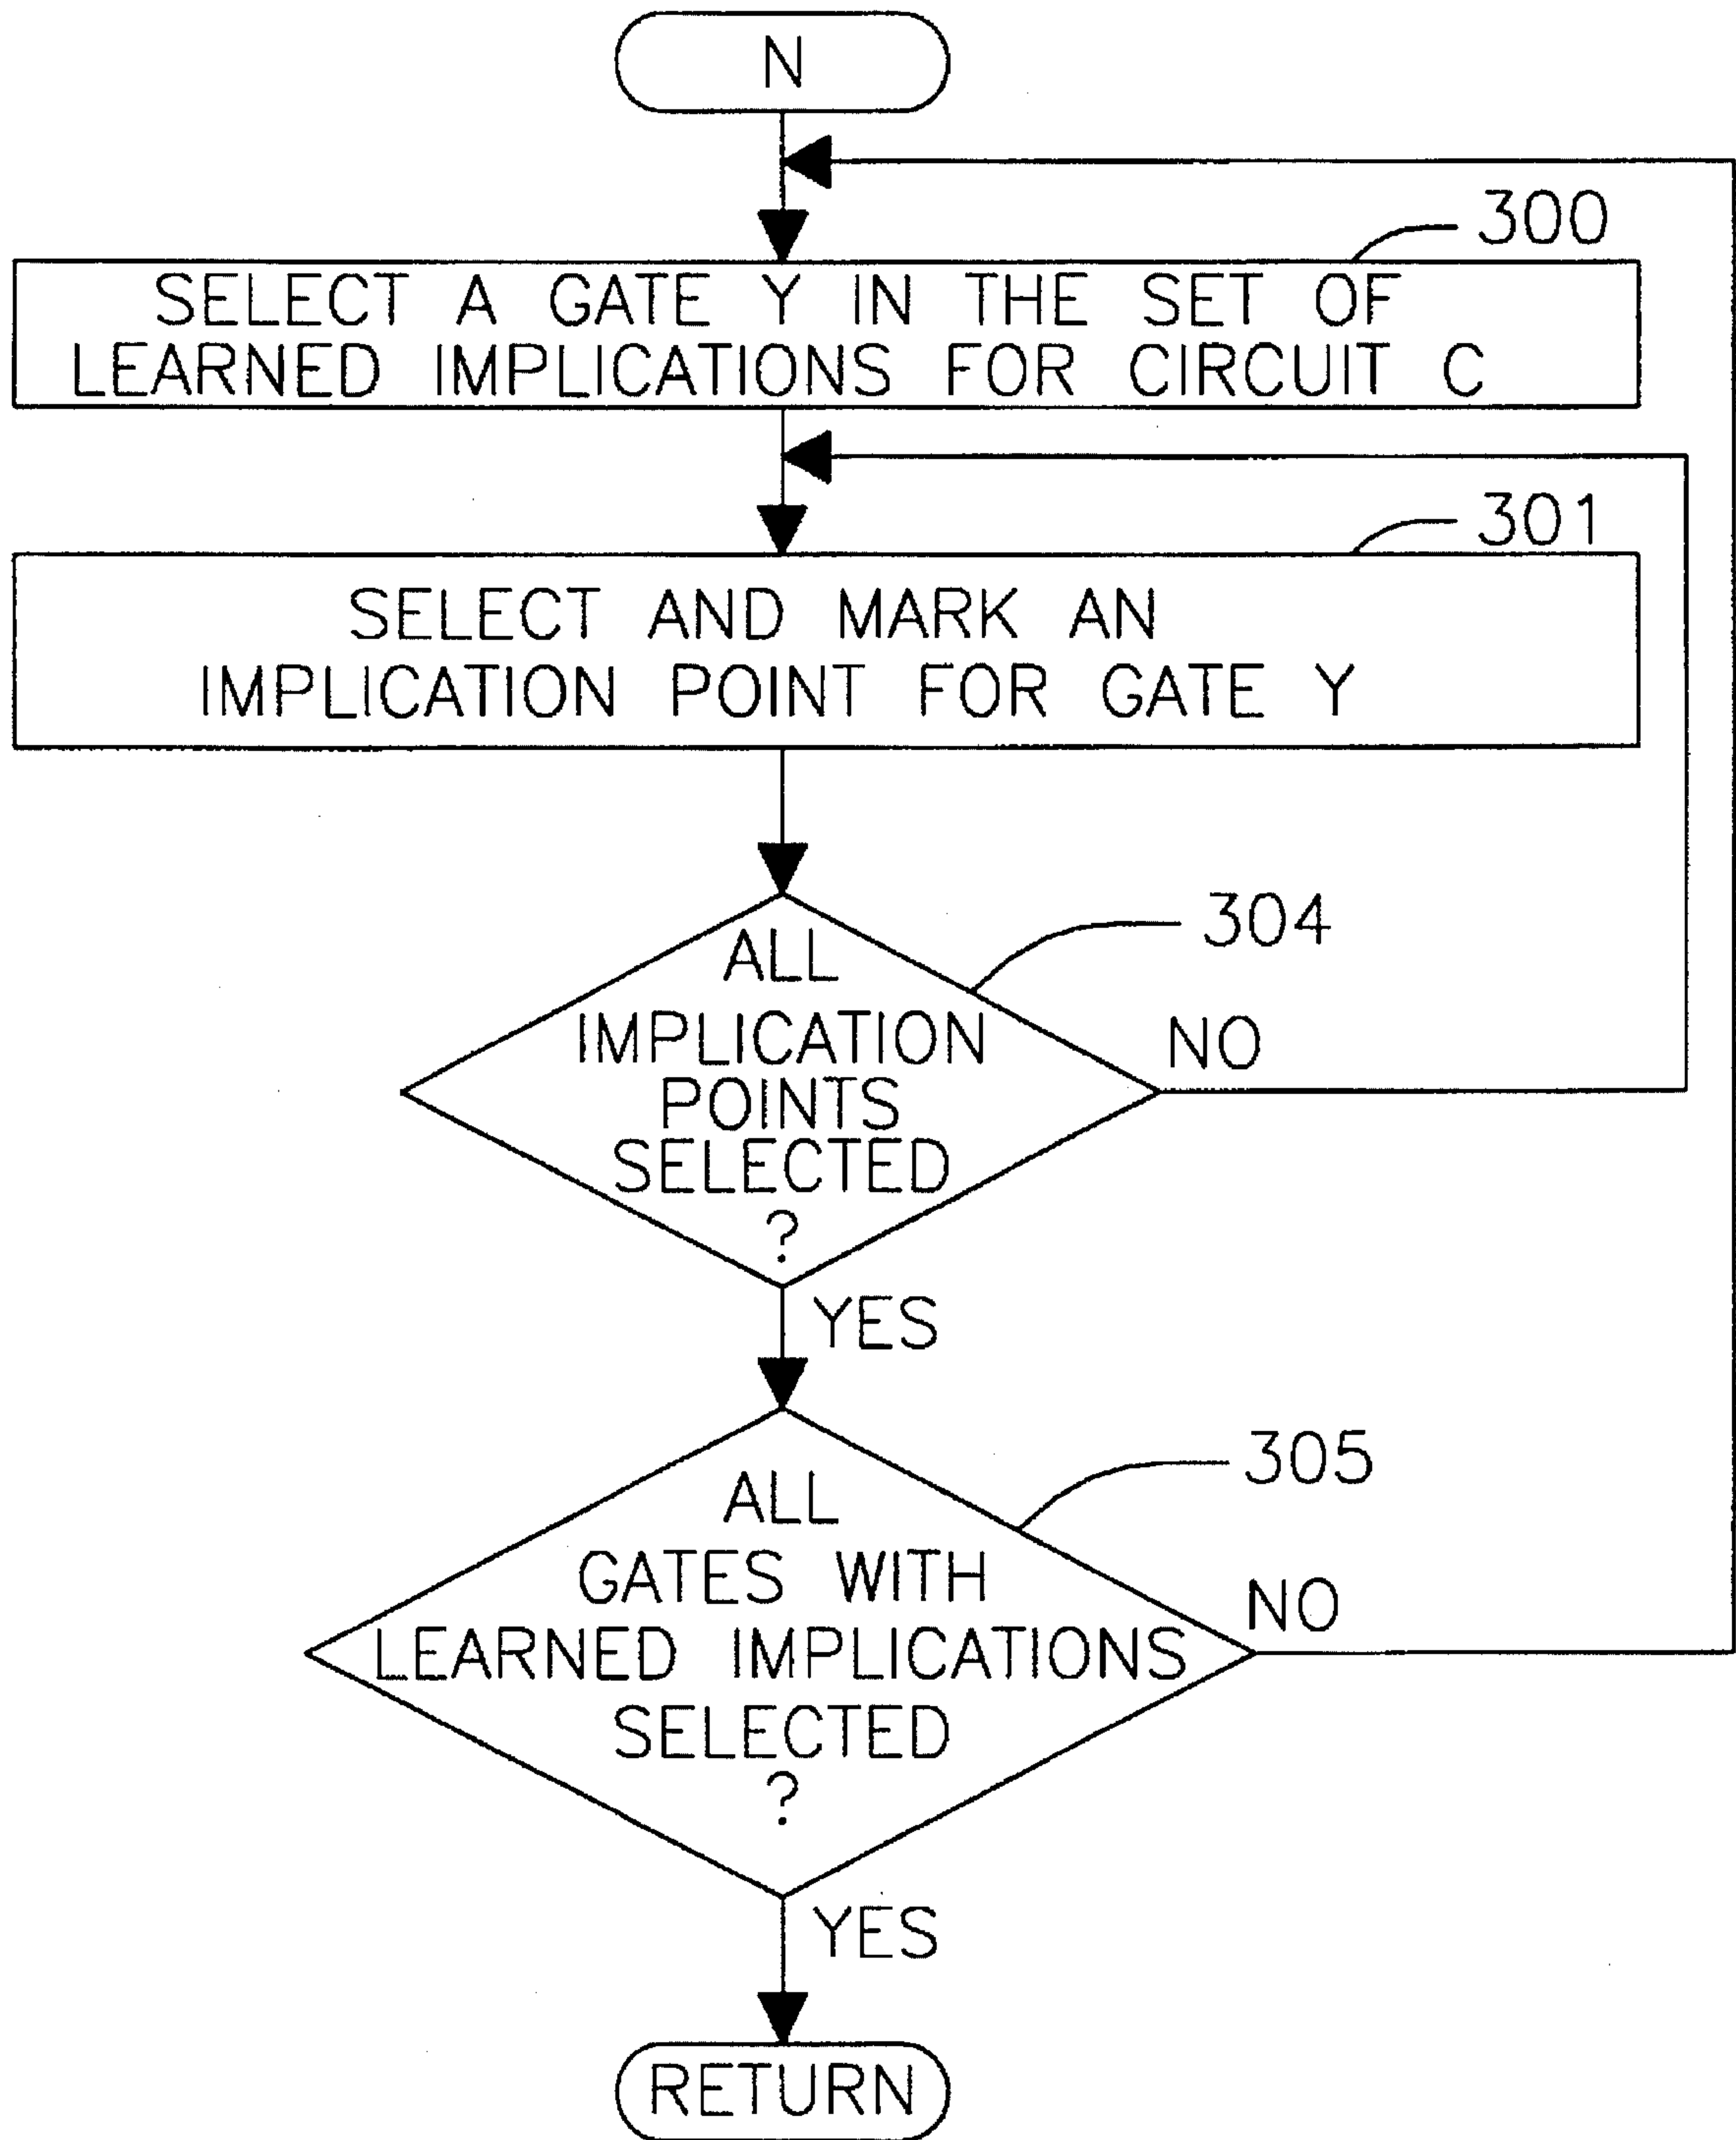 N
300
SELECT A GATE Y IN THE SET OF
LEARNED IMPLICATIONS FOR CIRCUIT C
301
SELECT AND MARK AN
IMPLICATION POINT FOR GATE Y
304
ALL
IMPLICATION
POINTS
SELECTED
?
NO
YES
305
ALL
GATES WITH
LEARNED IMPLICATIONS
SELECTED
?
NO
YES
RETURN